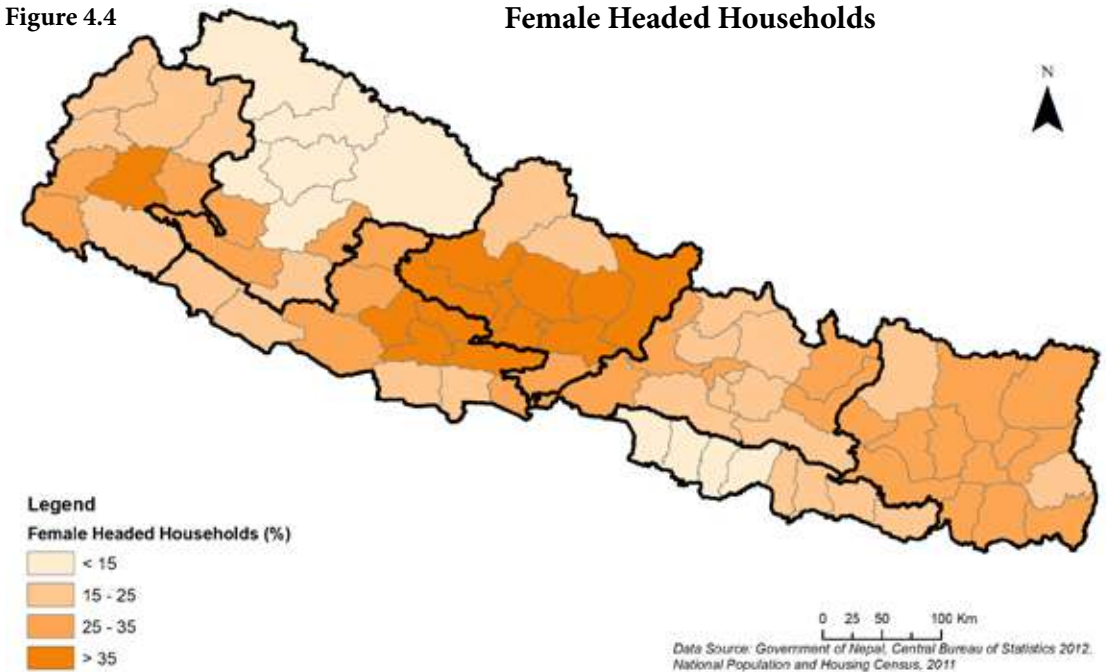 Figure 4.4
Female Headed Households
N
Legend
Female Headed Households (%)
< 15
15 - 25
25 - 35
> 35
0 25 50 100 Km
Data Source: Government of Nepal, Central Bureau of Statistics 2012.
National Population and Housing Census, 2011